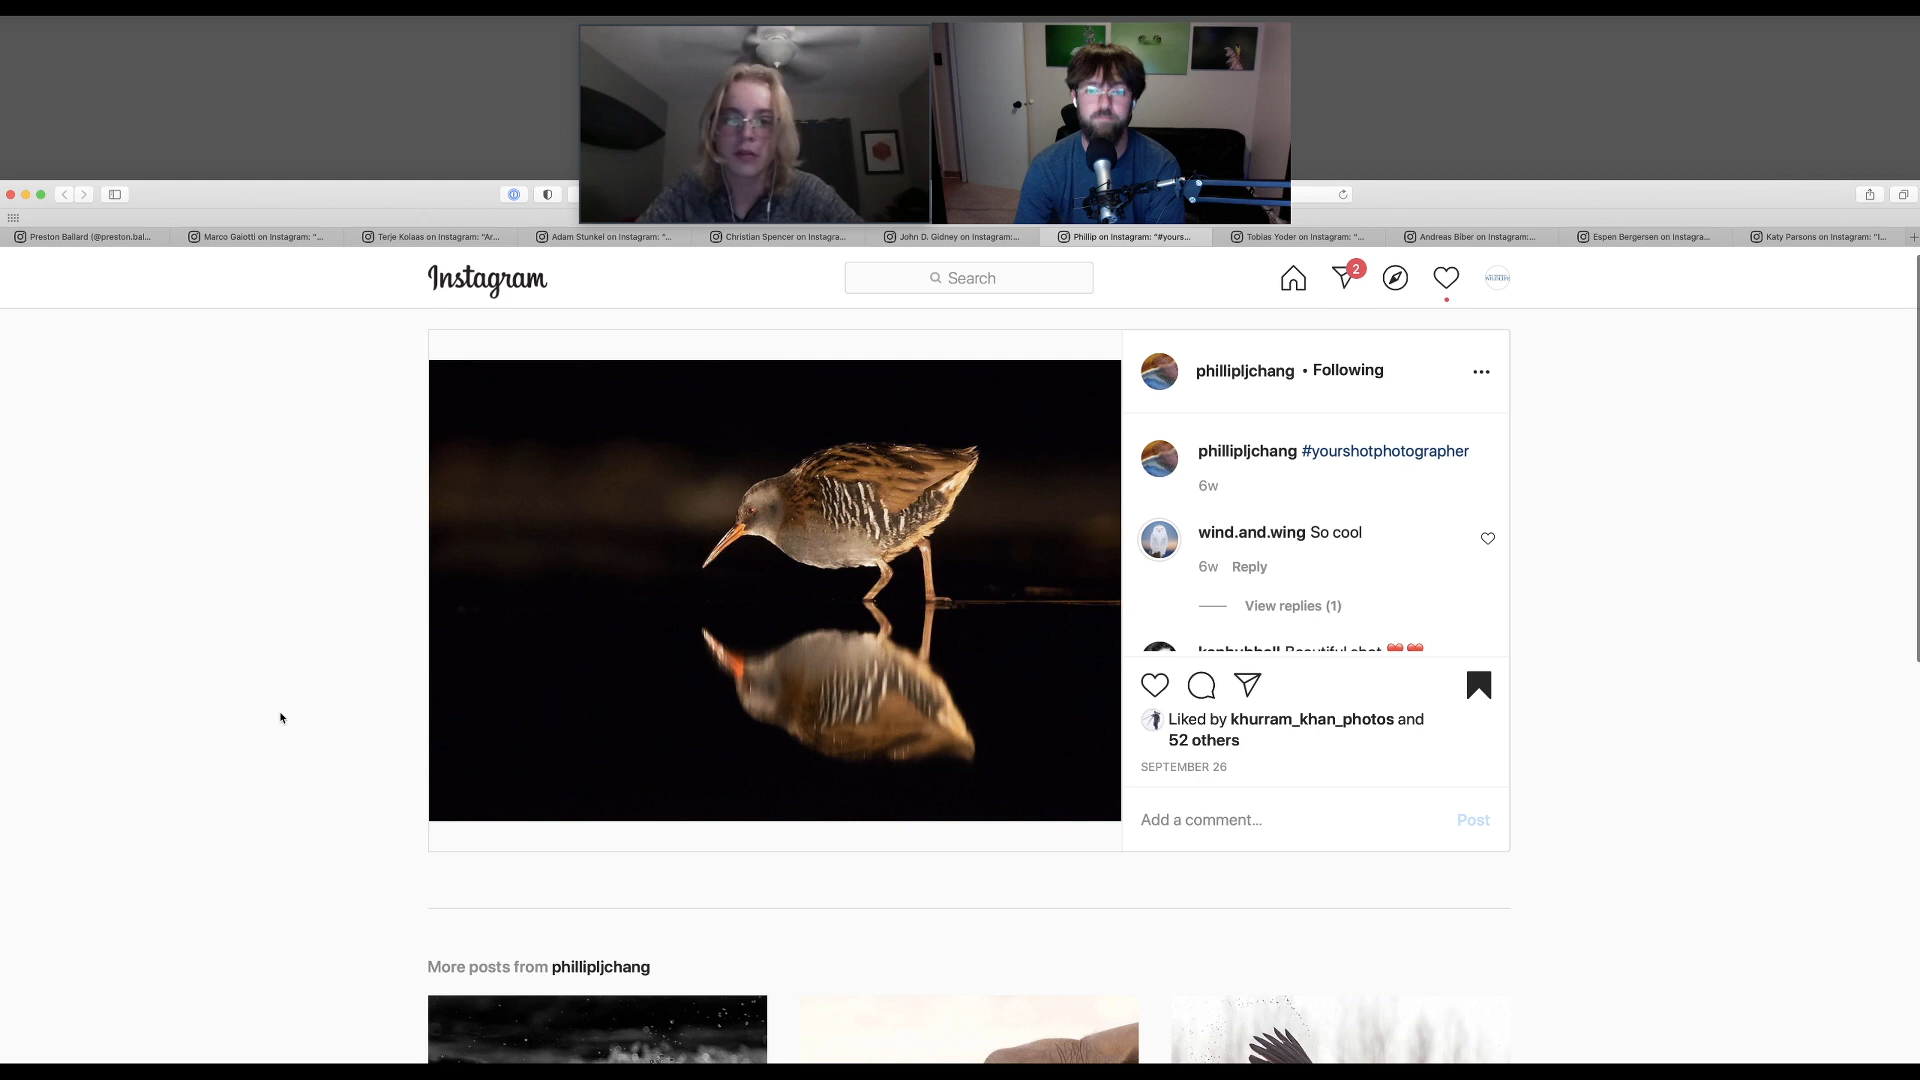 Preston Ballard (@preston.bal...
Marco Gaiotti on Instagram: “...
Terje Kolaas on Instagram: “Ar...
Adam Stunkel on Instagram: “...
Christian Spencer on Instagra...
John D. Gidney on Instagram:...
Phillip on Instagram: “#yours...
Tobias Yoder on Instagram: “...
Andreas Biber on Instagram:...
Espen Bergersen on Instagra...
Katy Parsons on Instagram: “I...
Instagram
Search
2
phillipljchang • Following
phillipljchang #yourshotphotographer
6w
wind.and.wing So cool
6w Reply
View replies (1)
Liked by khurram_khan_photos and
52 others
SEPTEMBER 26
Add a comment...
Post
More posts from phillipljchang